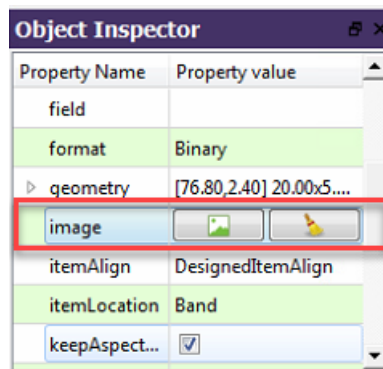 Object Inspector
Property Name Property value
field
format Binary
geometry [76.80,2.40] 20.00x5....
image
itemAlign DesignedItemAlign
itemLocation Band
keepAspect...